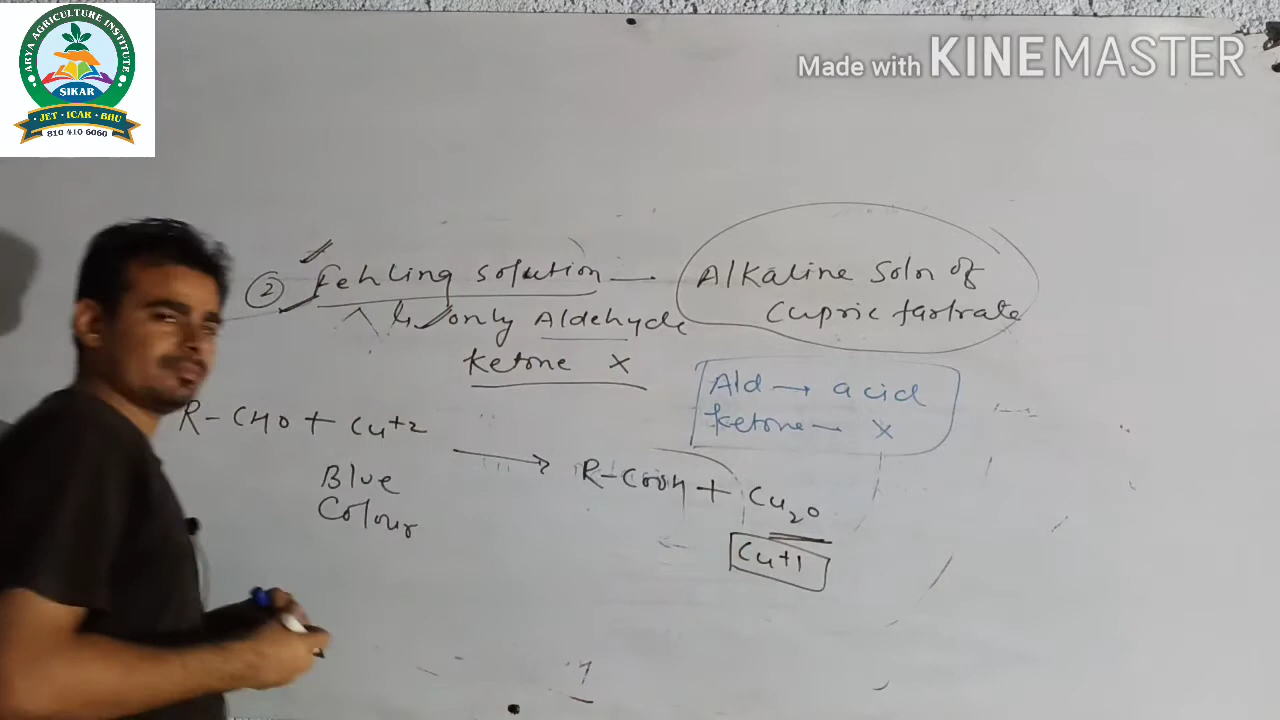 ARYA AGRICULTURE INSTITUTE
SIKAR
· JET · ICAR · BHU ·
810 410 6060
Made with KINEMASTER
② Fehling solution — Alkaline Soln of
Cupric tartrate
↳ only Aldehyde
Ketone ×
Ald → acid
Ketone — ×
R-CHO + Cu+2 → R-COOH + Cu2O
Blue
Colour
Cu+1